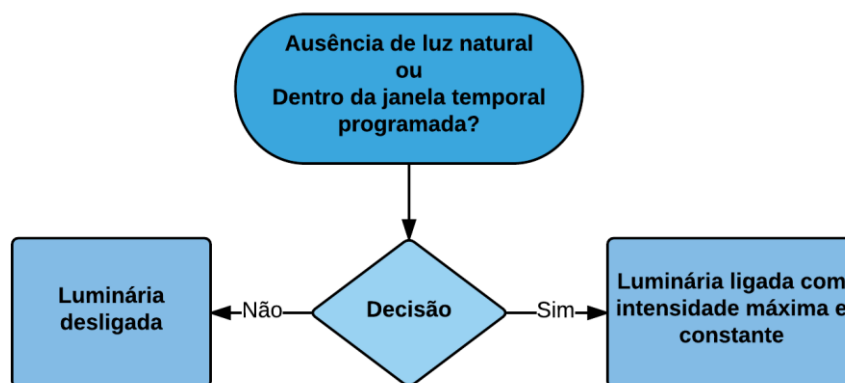 Ausência de luz natural
ou
Dentro da janela temporal
programada?
Luminária
desligada
Não
Decisão
Sim
Luminária ligada com
intensidade máxima e
constante